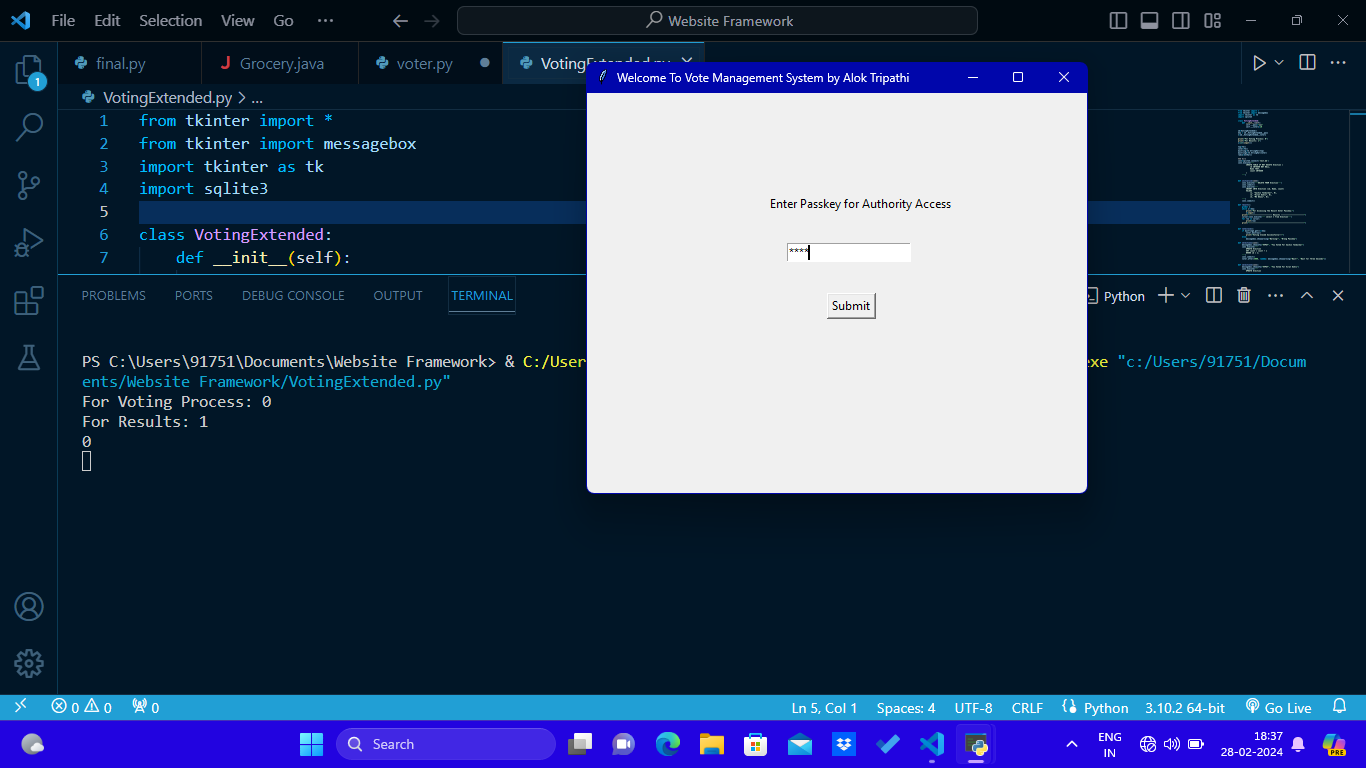 File Edit Selection View Go ··· Website Framework
final.py Grocery.java voter.py VotingExtended.py
VotingExtended.py > ...
1 from tkinter import *
2 from tkinter import messagebox
3 import tkinter as tk
4 import sqlite3
5
6 class VotingExtended:
7 def __init__(self):
1
Welcome To Vote Management System by Alok Tripathi
Enter Passkey for Authority Access
****
Submit
PROBLEMS PORTS DEBUG CONSOLE OUTPUT TERMINAL Python
PS C:\Users\91751\Documents\Website Framework> & C:/User xe "c:/Users/91751/Docum
ents/Website Framework/VotingExtended.py"
For Voting Process: 0
For Results: 1
0
0 0 0 Ln 5, Col 1 Spaces: 4 UTF-8 CRLF Python 3.10.2 64-bit Go Live
Search
ENG
IN
18:37
28-02-2024
PRE